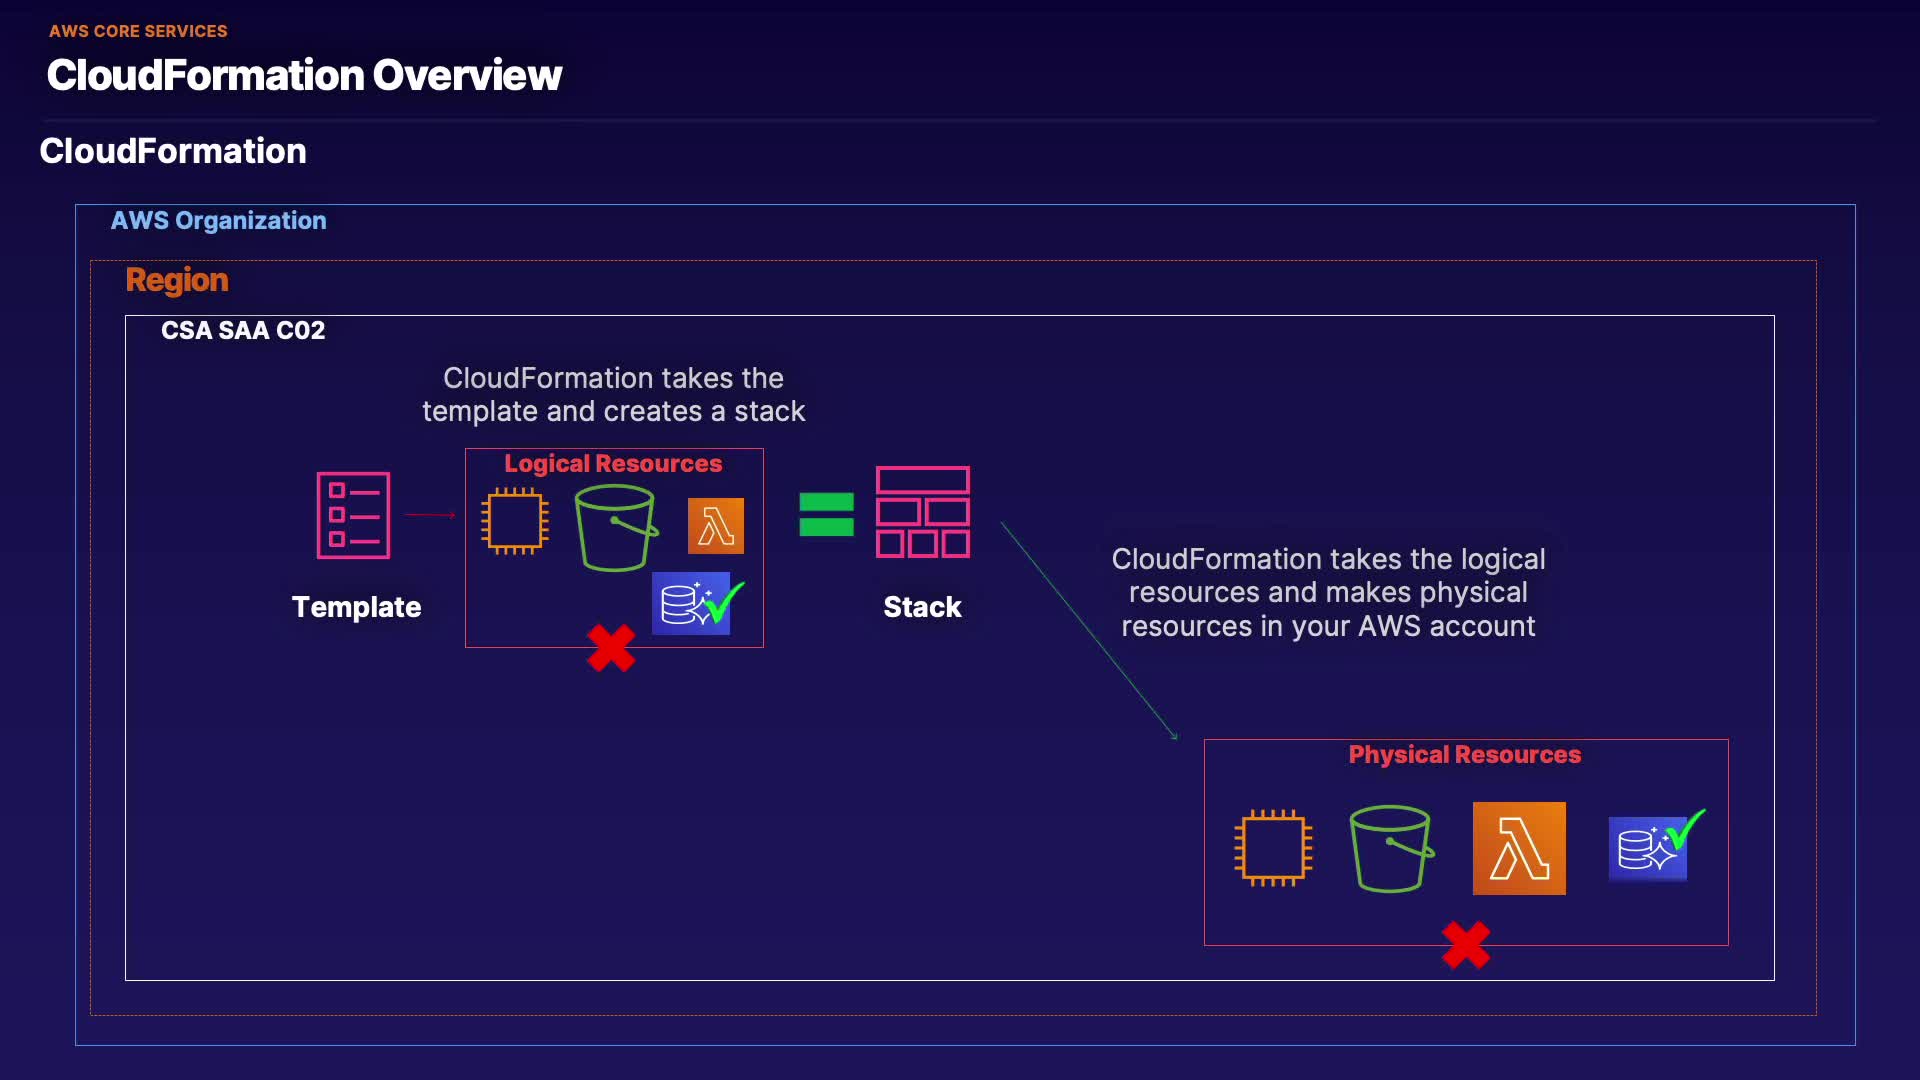 AWS CORE SERVICES
CloudFormation Overview
CloudFormation
AWS Organization
Region
CSA SAA C02
CloudFormation takes the
template and creates a stack
Logical Resources
Template
Stack
CloudFormation takes the logical
resources and makes physical
resources in your AWS account
Physical Resources